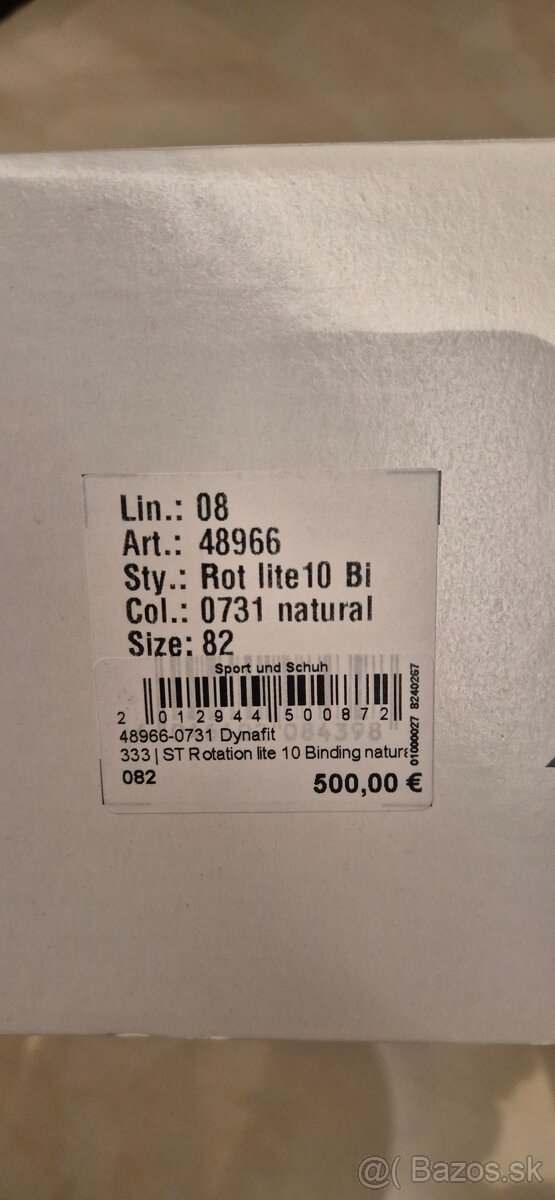 Lin.: 08
Art.: 48966
Sty.: Rot lite10 Bi
Col.: 0731 natural
Size: 82
Sport und Schuh
2 012944 500872
084398
48966-0731 Dynafit
333 | ST Rotation lite 10 Binding natura
082
500,00 €
01000027 8240267
@( Bazos.sk